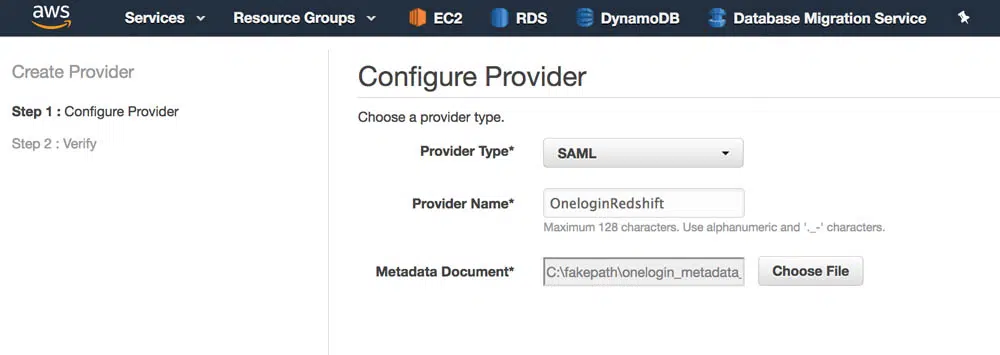 aws Services Resource Groups EC2 RDS DynamoDB Database Migration Service
Create Provider
Step 1 : Configure Provider
Step 2 : Verify
Configure Provider
Choose a provider type.
Provider Type* SAML
Provider Name* OneloginRedshift
Maximum 128 characters. Use alphanumeric and '._-' characters.
Metadata Document* C:\fakepath\onelogin_metadata_ Choose File